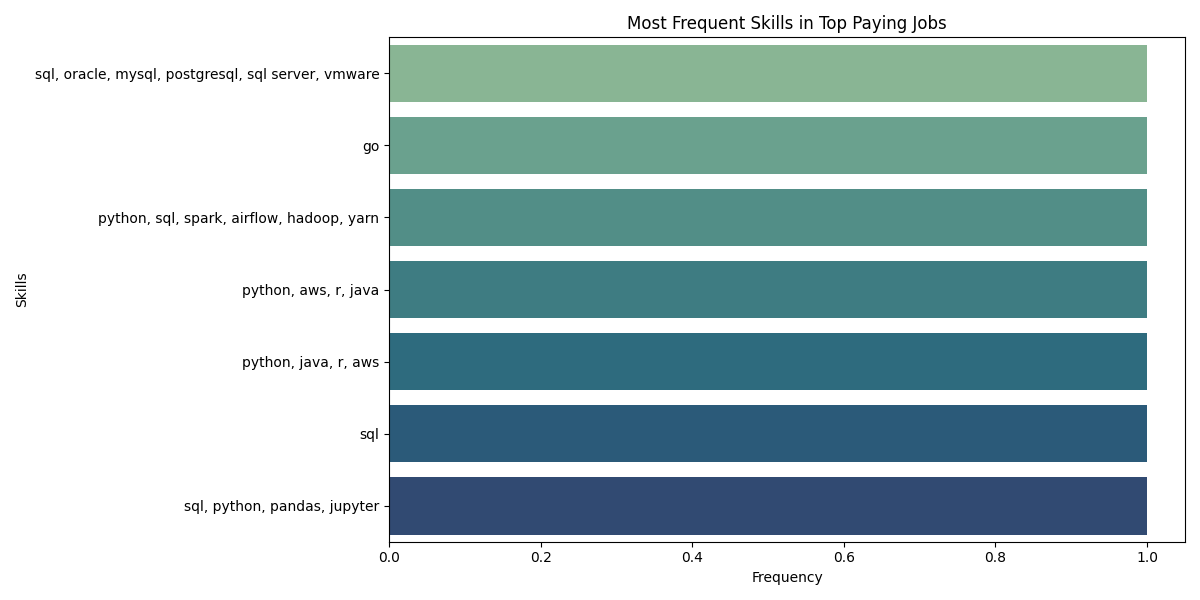 Most Frequent Skills in Top Paying Jobs
sql, oracle, mysql, postgresql, sql server, vmware
go
python, sql, spark, airflow, hadoop, yarn
python, aws, r, java
python, java, r, aws
sql
sql, python, pandas, jupyter
Skills
0.0 0.2 0.4 0.6 0.8 1.0
Frequency